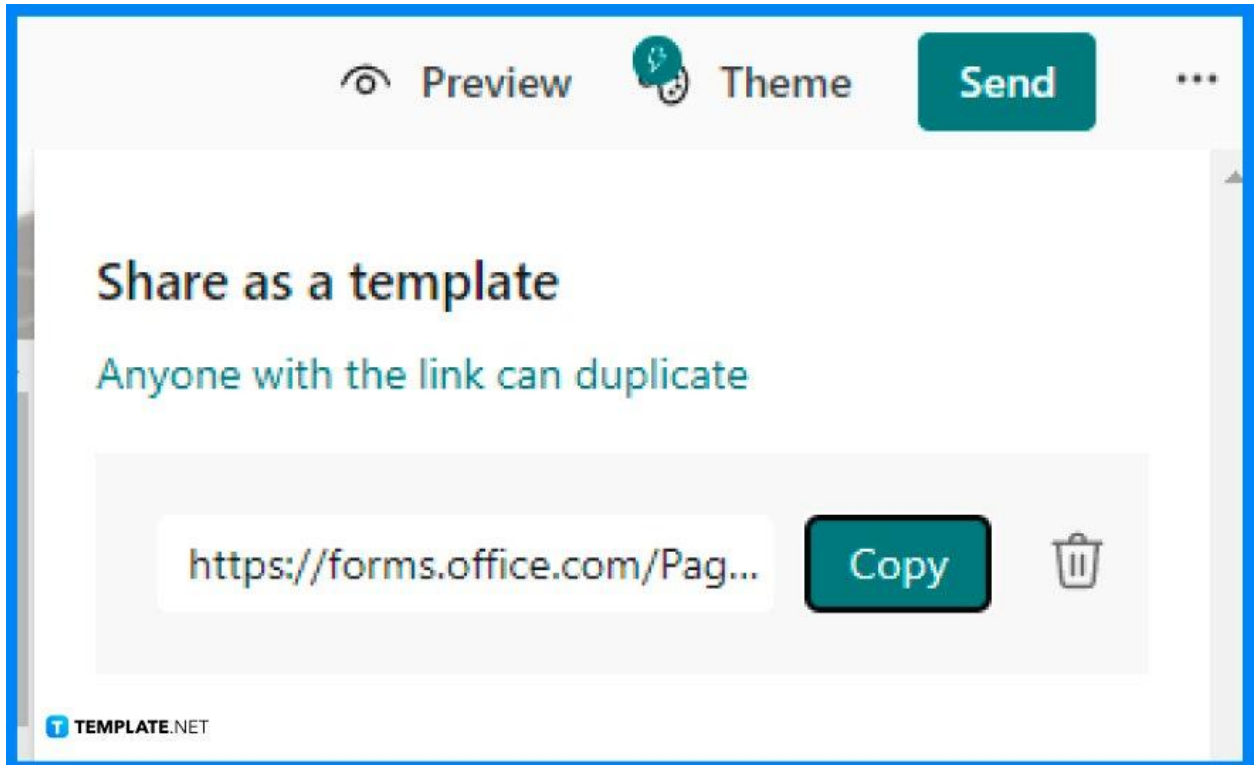 Preview Theme Send ...
Share as a template
Anyone with the link can duplicate
https://forms.office.com/Pag... Copy
T TEMPLATE.NET